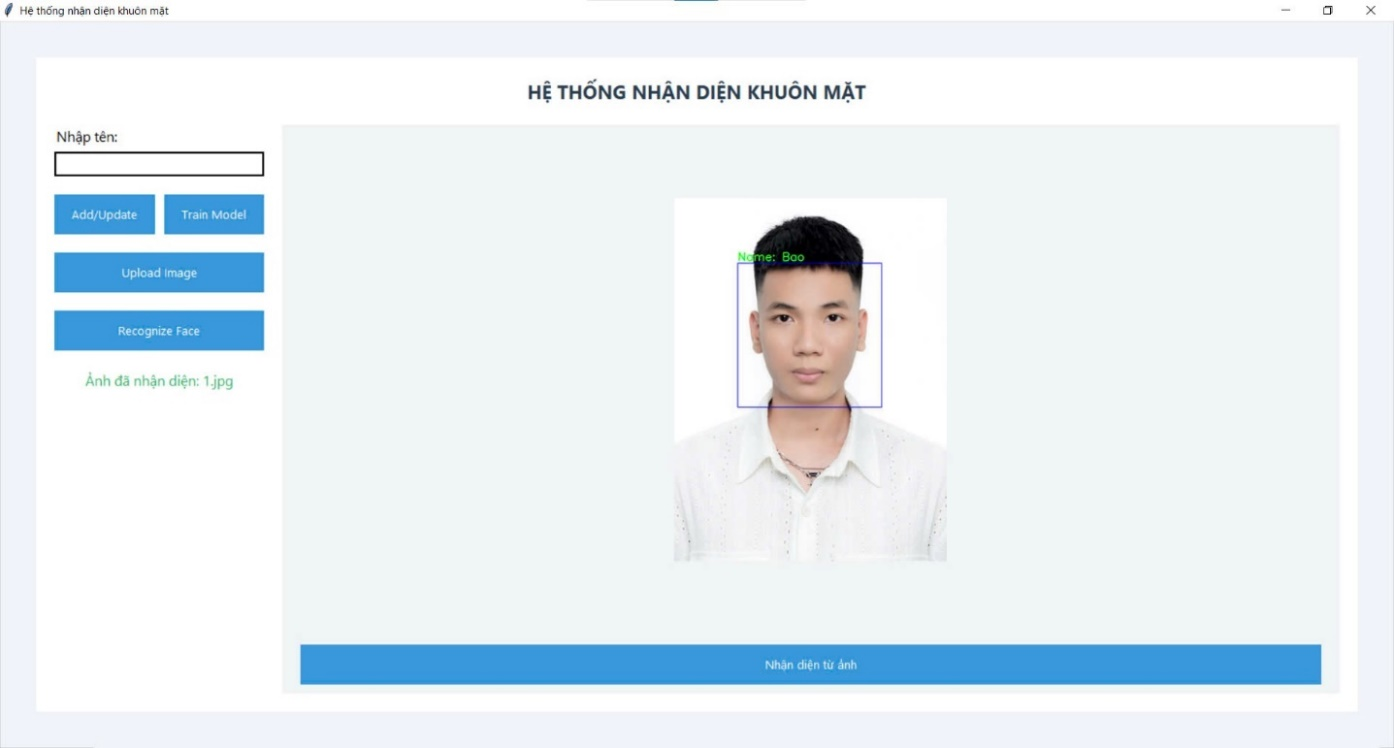 Hệ thống nhận diện khuôn mặt
HỆ THỐNG NHẬN DIỆN KHUÔN MẶT
Nhập tên:
Add/Update
Train Model
Upload Image
Recognize Face
Ảnh đã nhận diện: 1.jpg
Name: Bao
Nhận diện từ ảnh